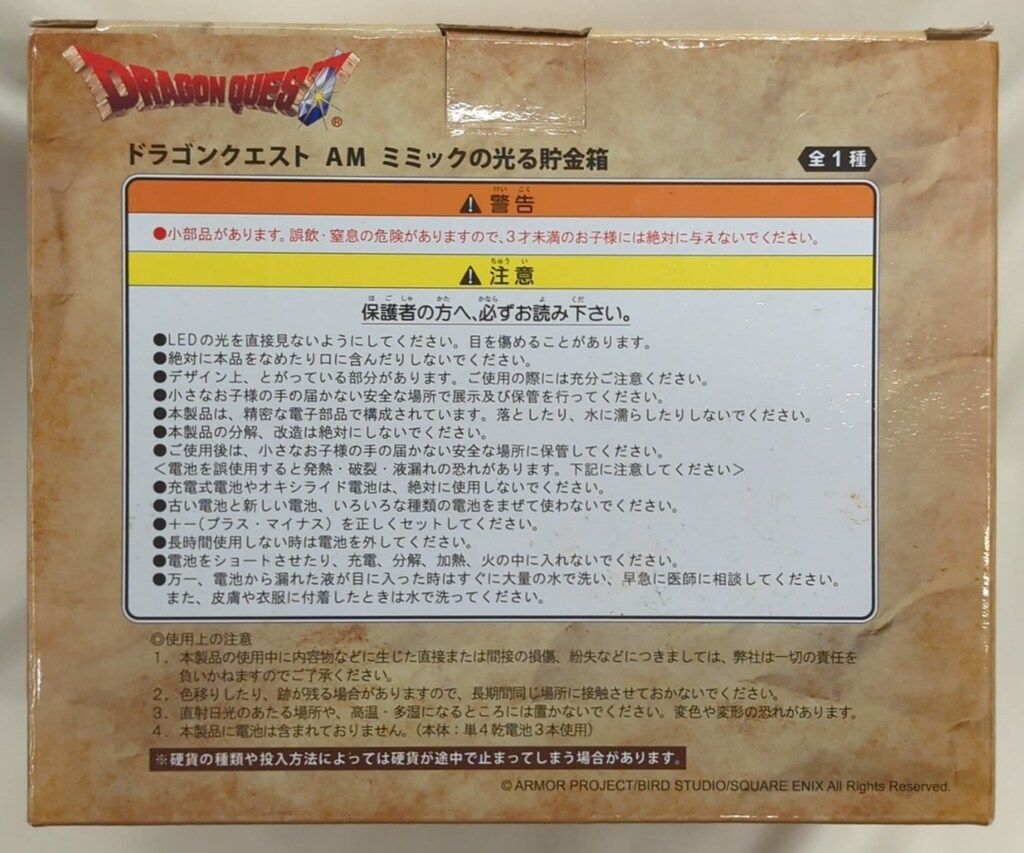 DRAGON QUEST®
ドラゴンクエスト AM ミミックの光る貯金箱
全1種
けい こく
⚠警告
●小部品があります。誤飲・窒息の危険がありますので、3才未満のお子様には絶対に与えないでください。
ちゅう い
⚠注意
ほ ご しゃ かた かなら よ くだ
保護者の方へ、必ずお読み下さい。
●LEDの光を直接見ないようにしてください。目を傷めることがあります。
●絶対に本品をなめたり口に含んだりしないでください。
●デザイン上、とがっている部分があります。ご使用の際には充分ご注意ください。
●小さなお子様の手の届かない安全な場所で展示及び保管を行ってください。
●本製品は、精密な電子部品で構成されています。落としたり、水に濡らしたりしないでください。
●本製品の分解、改造は絶対にしないでください。
●ご使用後は、小さなお子様の手の届かない安全な場所に保管してください。
＜電池を誤使用すると発熱・破裂・液漏れの恐れがあります。下記に注意してください＞
●充電式電池やオキシライド電池は、絶対に使用しないでください。
●古い電池と新しい電池、いろいろな種類の電池をまぜて使わないでください。
●＋－(プラス・マイナス）を正しくセットしてください。
●長時間使用しない時は電池を外してください。
●電池をショートさせたり、充電、分解、加熱、火の中に入れないでください。
●万一、電池から漏れた液が目に入った時はすぐに大量の水で洗い、早急に医師に相談してください。
また、皮膚や衣服に付着したときは水で洗ってください。
◎使用上の注意
1．本製品の使用中に内容物などに生じた直接または間接の損傷、紛失などにつきましては、弊社は一切の責任を
負いかねますのでご了承ください。
2．色移りしたり、跡が残る場合がありますので、長期間同じ場所に接触させておかないでください。
3．直射日光のあたる場所や、高温・多湿になるところには置かないでください。変色や変形の恐れがあります。
4．本製品に電池は含まれておりません。（本体：単4乾電池3本使用）
※硬貨の種類や投入方法によっては硬貨が途中で止まってしまう場合があります。
© ARMOR PROJECT/BIRD STUDIO/SQUARE ENIX All Rights Reserved.